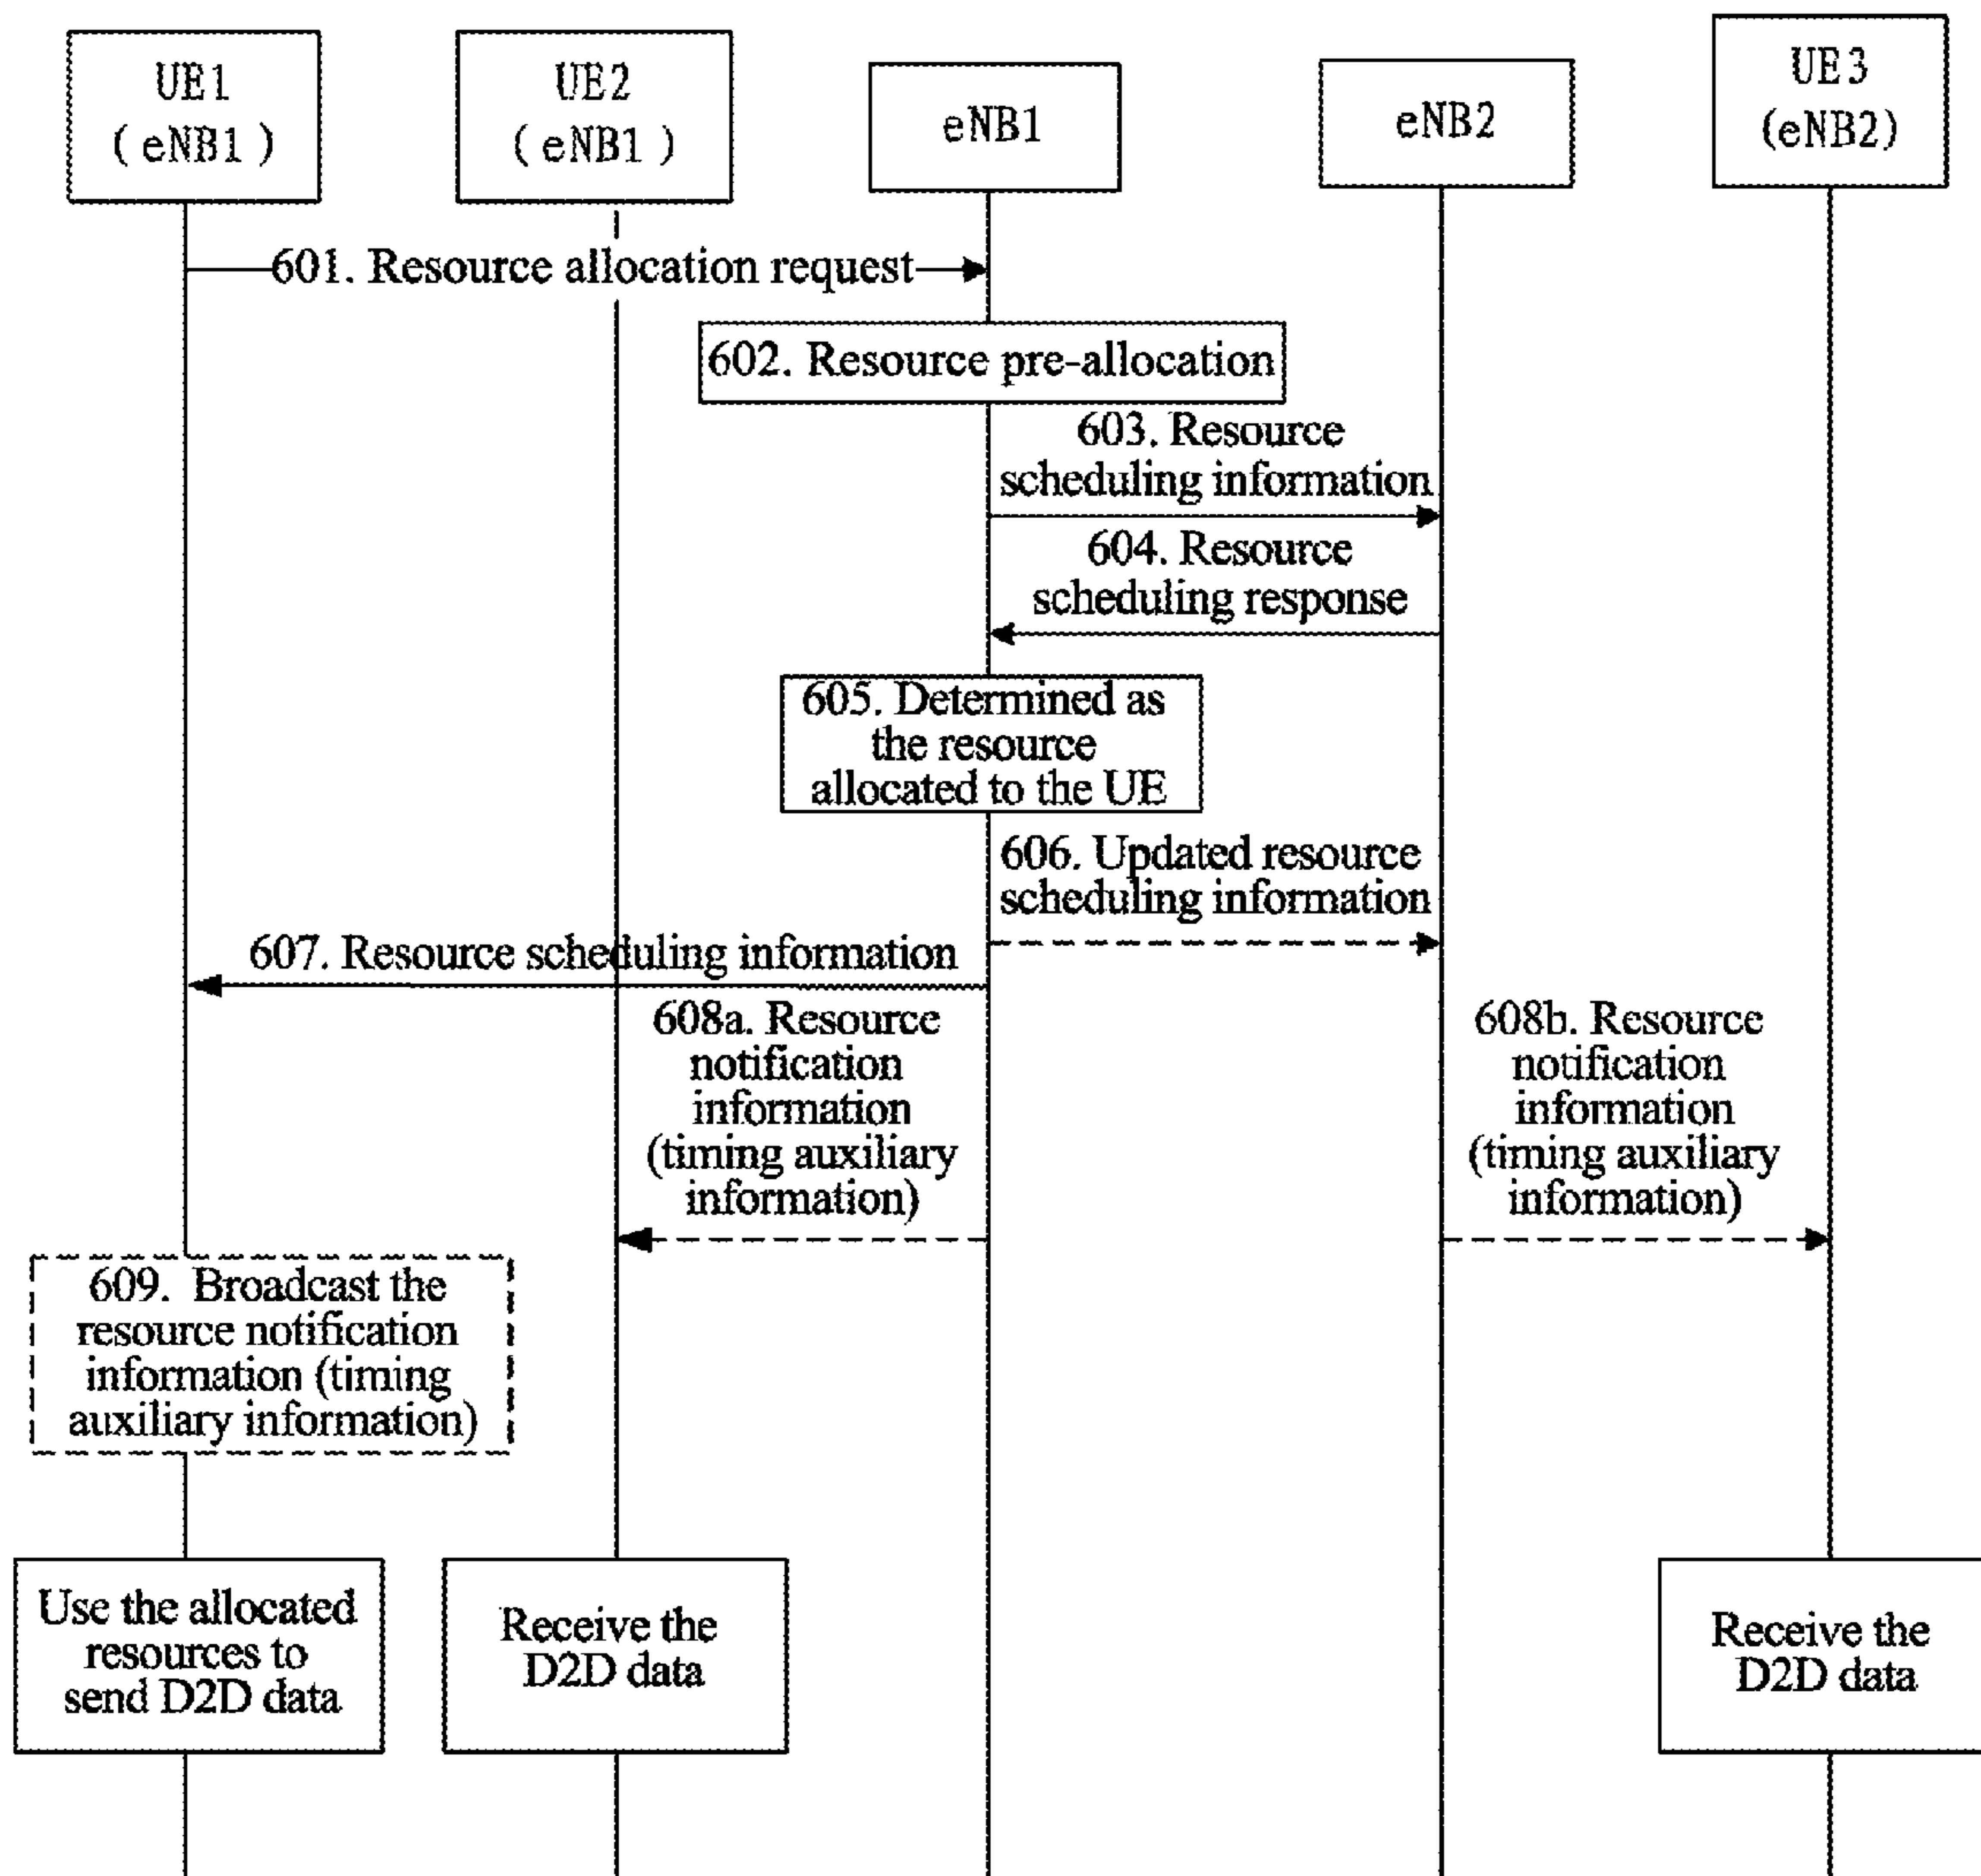 UE1
( eNB1 )
UE2
( eNB1 )
eNB1
eNB2
UE3
(eNB2)
601. Resource allocation request
602. Resource pre-allocation
603. Resource
scheduling information
604. Resource
scheduling response
605. Determined as
the resource
allocated to the UE
606. Updated resource
scheduling information
607. Resource scheduling information
608a. Resource
notification
information
(timing auxiliary
information)
608b. Resource
notification
information
(timing auxiliary
information)
609. Broadcast the
resource notification
information (timing
auxiliary information)
Use the allocated
resources to
send D2D data
Receive the
D2D data
Receive the
D2D data